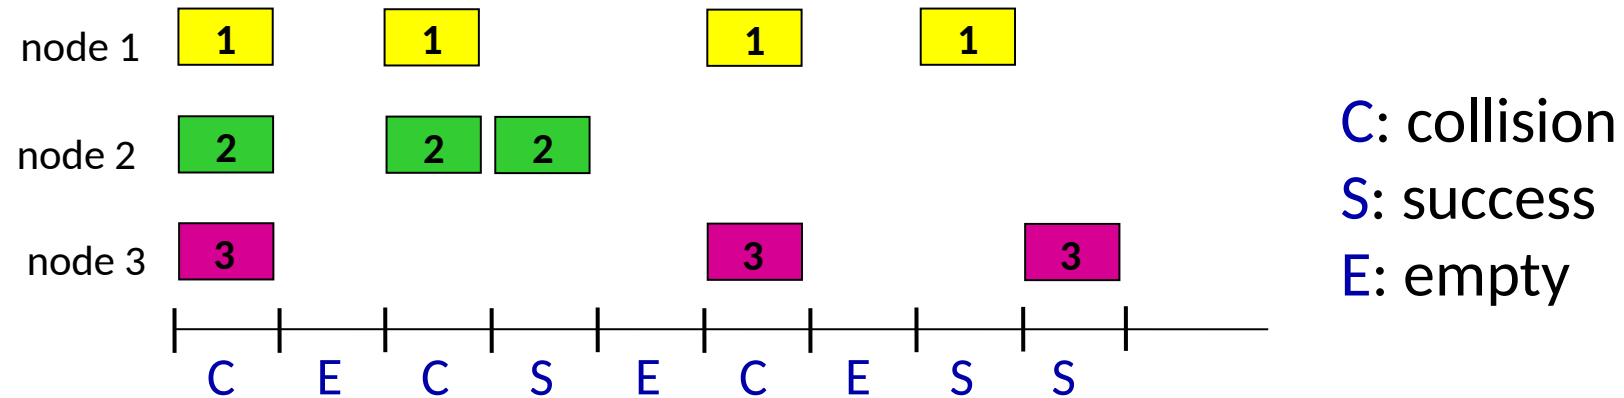 node 1 1 1 1 1
node 2 2 2 2
node 3 3 3 3
C E C S E C E S S
C: collision
S: success
E: empty